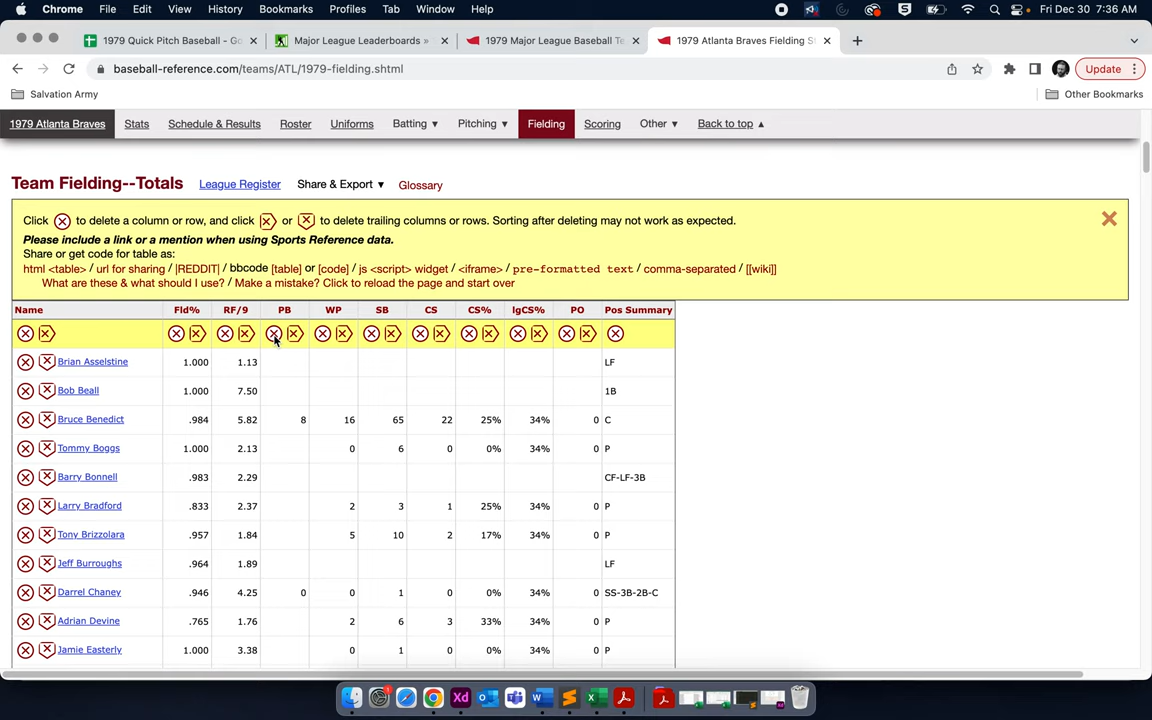 Chrome File Edit View History Bookmarks Profiles Tab Window Help Fri Dec 30 7:36 AM
1979 Quick Pitch Baseball - Go Major League Leaderboards » 1979 Major League Baseball Te 1979 Atlanta Braves Fielding S
baseball-reference.com/teams/ATL/1979-fielding.shtml Update
Salvation Army Other Bookmarks
1979 Atlanta Braves Stats Schedule & Results Roster Uniforms Batting ▼ Pitching ▼ Fielding Scoring Other ▼ Back to top ▲
Team Fielding--Totals League Register Share & Export ▼ Glossary
Click to delete a column or row, and click or to delete trailing columns or rows. Sorting after deleting may not work as expected.
Please include a link or a mention when using Sports Reference data.
Share or get code for table as:
html <table> / url for sharing / |REDDIT| / bbcode [table] or [code] / js <script> widget / <iframe> / pre-formatted text / comma-separated / [[wiki]]
What are these & what should I use? / Make a mistake? Click to reload the page and start over
Name Fld% RF/9 PB WP SB CS CS% lgCS% PO Pos Summary
Brian Asselstine 1.000 1.13 LF
Bob Beall 1.000 7.50 1B
Bruce Benedict .984 5.82 8 16 65 22 25% 34% 0 C
Tommy Boggs 1.000 2.13 0 6 0 0% 34% 0 P
Barry Bonnell .983 2.29 CF-LF-3B
Larry Bradford .833 2.37 2 3 1 25% 34% 0 P
Tony Brizzolara .957 1.84 5 10 2 17% 34% 0 P
Jeff Burroughs .964 1.89 LF
Darrel Chaney .946 4.25 0 0 1 0 0% 34% 0 SS-3B-2B-C
Adrian Devine .765 1.76 2 6 3 33% 34% 0 P
Jamie Easterly 1.000 3.38 0 1 0 0% 34% 0 P